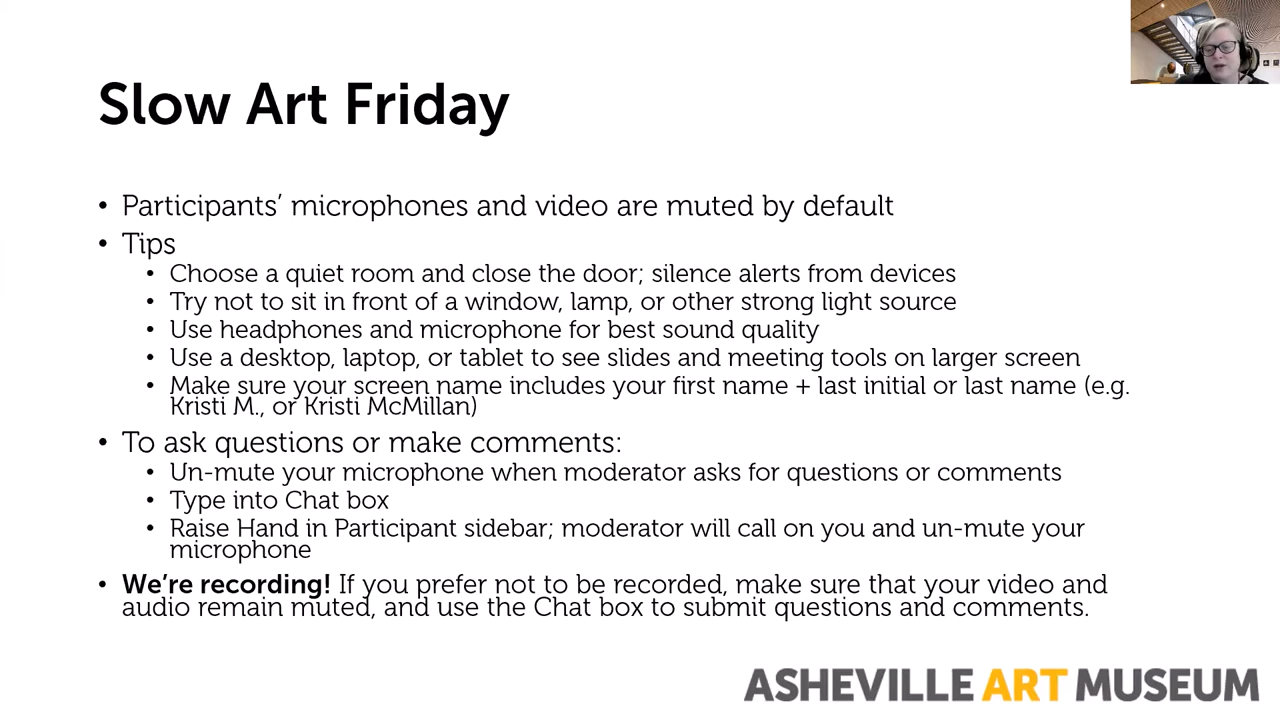 Slow Art Friday
• Participants’ microphones and video are muted by default
• Tips
• Choose a quiet room and close the door; silence alerts from devices
• Try not to sit in front of a window, lamp, or other strong light source
• Use headphones and microphone for best sound quality
• Use a desktop, laptop, or tablet to see slides and meeting tools on larger screen
• Make sure your screen name includes your first name + last initial or last name (e.g.
Kristi M., or Kristi McMillan)
• To ask questions or make comments:
• Un-mute your microphone when moderator asks for questions or comments
• Type into Chat box
• Raise Hand in Participant sidebar; moderator will call on you and un-mute your
microphone
• We’re recording! If you prefer not to be recorded, make sure that your video and
audio remain muted, and use the Chat box to submit questions and comments.
ASHEVILLE ART MUSEUM